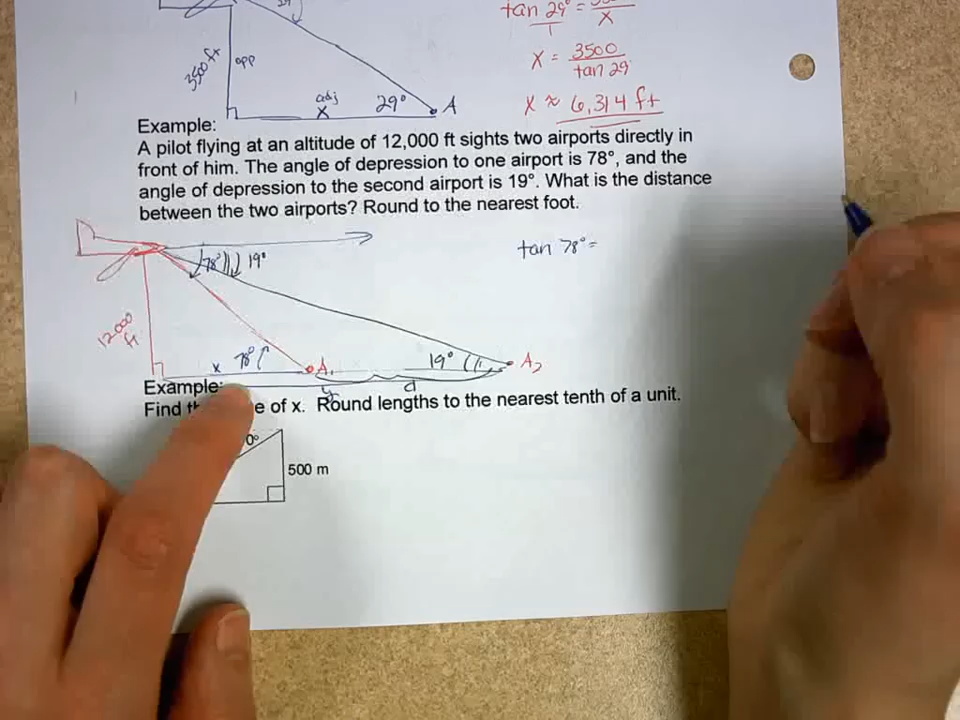 tan 29° =
1
X
3500 ft
opp
X = 3500
tan 29
adj
X
29°
A
X ≈ 6,314 ft
Example:
A pilot flying at an altitude of 12,000 ft sights two airports directly in
front of him. The angle of depression to one airport is 78°, and the
angle of depression to the second airport is 19°. What is the distance
between the two airports? Round to the nearest foot.
tan 78° =
78°
19°
12,000
ft
x
78°
A1
19°
A2
y
d
Example:
Find e of x. Round lengths to the nearest tenth of a unit.
0°
500 m